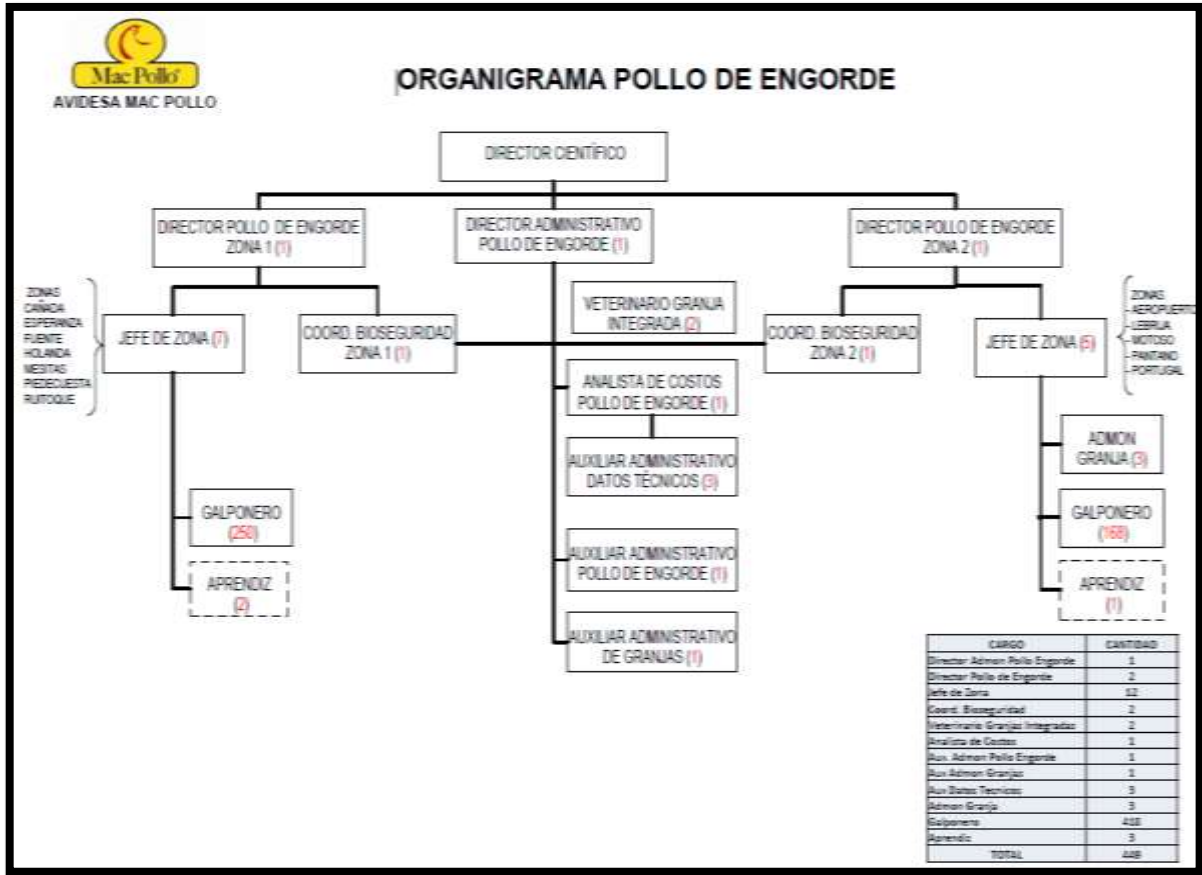 Mac Pollo
AVIDESA MAC POLLO
ORGANIGRAMA POLLO DE ENGORDE
DIRECTOR CIENTÍFICO
DIRECTOR POLLO DE ENGORDE
ZONA 1 (1)
DIRECTOR ADMINISTRATIVO
POLLO DE ENGORDE (1)
DIRECTOR POLLO DE ENGORDE
ZONA 2 (1)
ZONAS
CAÑADA
ESPERANZA
FUENTE
HOLANDA
MESITAS
PIEDECUESTA
RUITOQUE
JEFE DE ZONA (7)
COORD. BIOSEGURIDAD
ZONA 1 (1)
VETERINARIO GRANJA
INTEGRADA (2)
COORD. BIOSEGURIDAD
ZONA 2 (1)
JEFE DE ZONA (5)
ZONAS
- AEROPUERTO
- LEBRIJA
- MOTOSO
- PANTANO
- PORTUGAL
ANALISTA DE COSTOS
POLLO DE ENGORDE (1)
AUXILIAR ADMINISTRATIVO
DATOS TÉCNICOS (3)
ADMON
GRANJA (3)
GALPONERO
(250)
GALPONERO
(168)
AUXILIAR ADMINISTRATIVO
POLLO DE ENGORDE (1)
APRENDIZ
(2)
APRENDIZ
(1)
AUXILIAR ADMINISTRATIVO
DE GRANJAS (1)
CARGO CANTIDAD
Director Admon Pollo Engorde 1
Director Pollo de Engorde 2
Jefe de Zona 12
Coord. Bioseguridad 2
Veterinario Granjas Integradas 2
Analista de Costos 1
Aux. Admon Pollo Engorde 1
Aux Admon Granjas 1
Aux Datos Tecnicos 3
Admon Granja 3
Galponero 418
Aprendiz 3
TOTAL 449